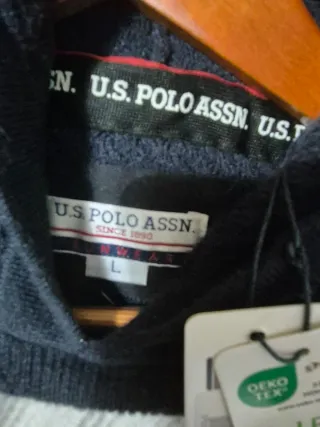 SN. U.S. POLO ASSN. U.S. P
U.S. POLO ASSN.
SINCE 1890
L
OEKO
TEX®